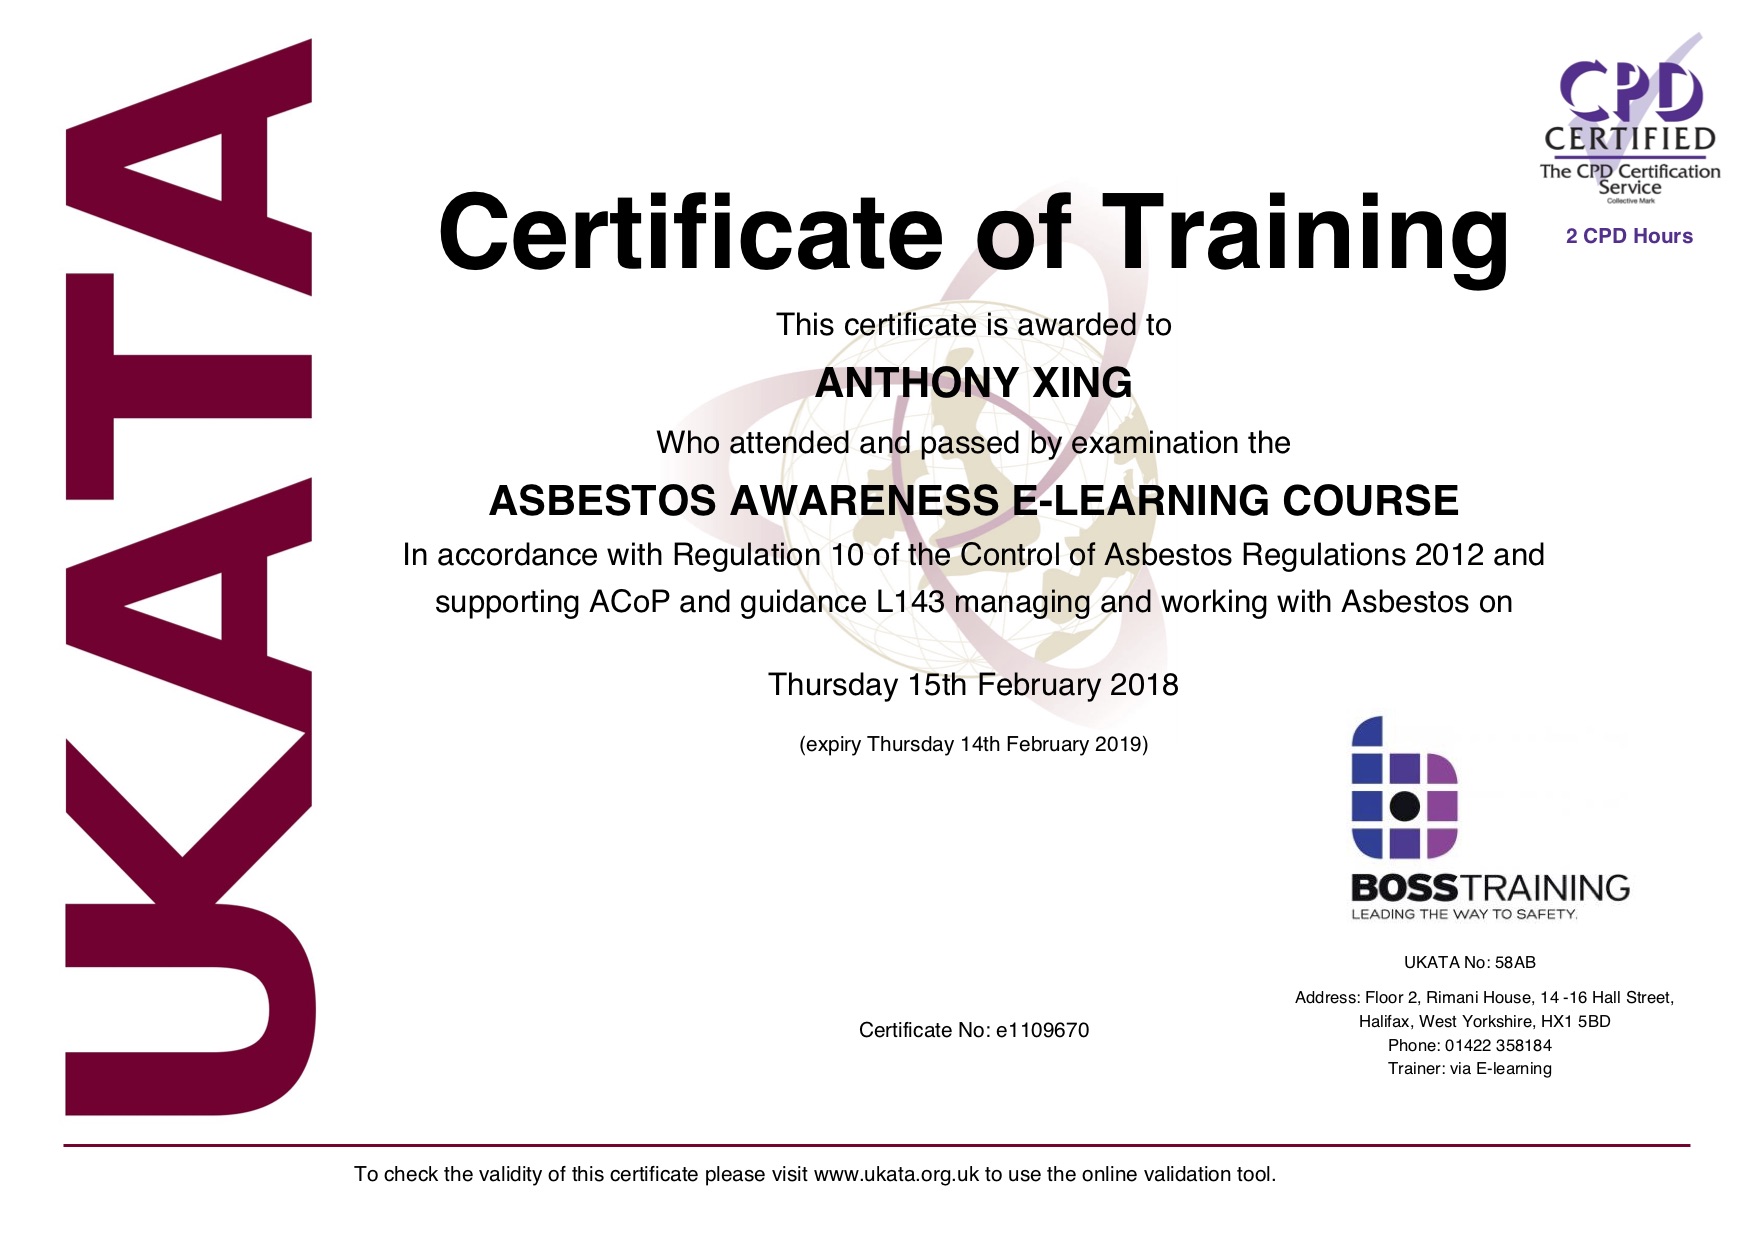 UKATA
CPD
CERTIFIED
The CPD Certification
Service
Collective Mark
2 CPD Hours
Certificate of Training
This certificate is awarded to
ANTHONY XING
Who attended and passed by examination the
ASBESTOS AWARENESS E-LEARNING COURSE
In accordance with Regulation 10 of the Control of Asbestos Regulations 2012 and
supporting ACoP and guidance L143 managing and working with Asbestos on
Thursday 15th February 2018
(expiry Thursday 14th February 2019)
BOSSTRAINING
LEADING THE WAY TO SAFETY.
UKATA No: 58AB
Address: Floor 2, Rimani House, 14 -16 Hall Street,
Halifax, West Yorkshire, HX1 5BD
Phone: 01422 358184
Trainer: via E-learning
Certificate No: e1109670
To check the validity of this certificate please visit www.ukata.org.uk to use the online validation tool.